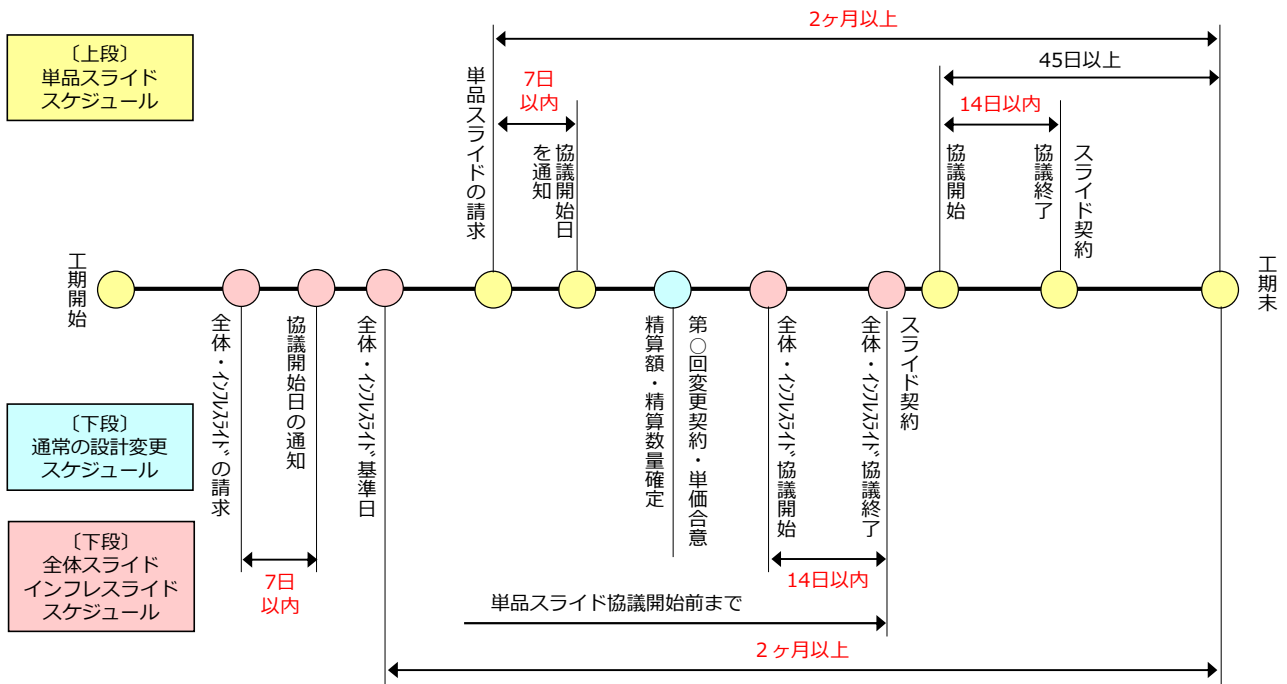 2ヶ月以上
〔上段〕
単品スライド
スケジュール
45日以上
7日
以内
14日以内
単品スライドの請求
協議開始日
を通知
協議開始
協議終了
スライド契約
工期開始
工期末
全体・インフレスライドの請求
協議開始日の通知
全体・インフレスライド基準日
第○回変更契約・単価合意
精算額・精算数量確定
全体・インフレスライド協議開始
スライド契約
全体・インフレスライド協議終了
〔下段〕
通常の設計変更
スケジュール
〔下段〕
全体スライド
インフレスライド
スケジュール
7日
以内
14日以内
単品スライド協議開始前まで
２ヶ月以上